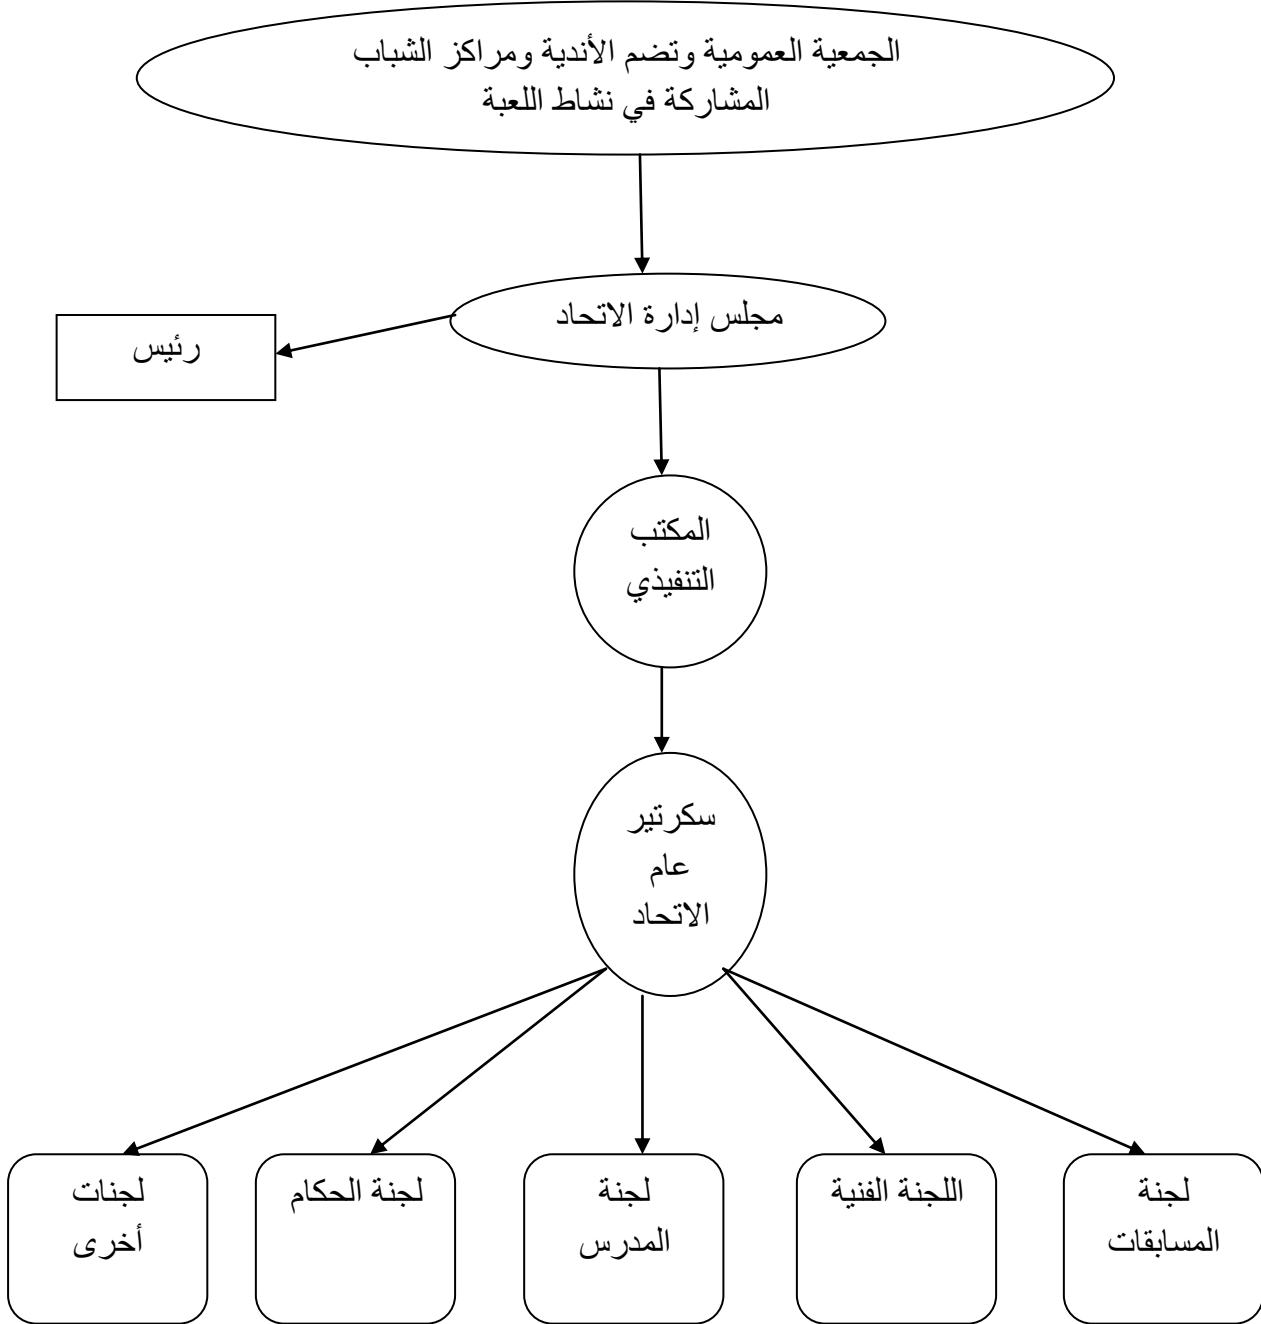 الجمعية العمومية وتضم الأندية ومراكز الشباب
المشاركة في نشاط اللعبة
مجلس إدارة الاتحاد
رئيس
المكتب
التنفيذي
سكرتير
عام
الاتحاد
لجنة
المسابقات
اللجنة الفنية
لجنة
المدرس
لجنة الحكام
لجنات
أخرى